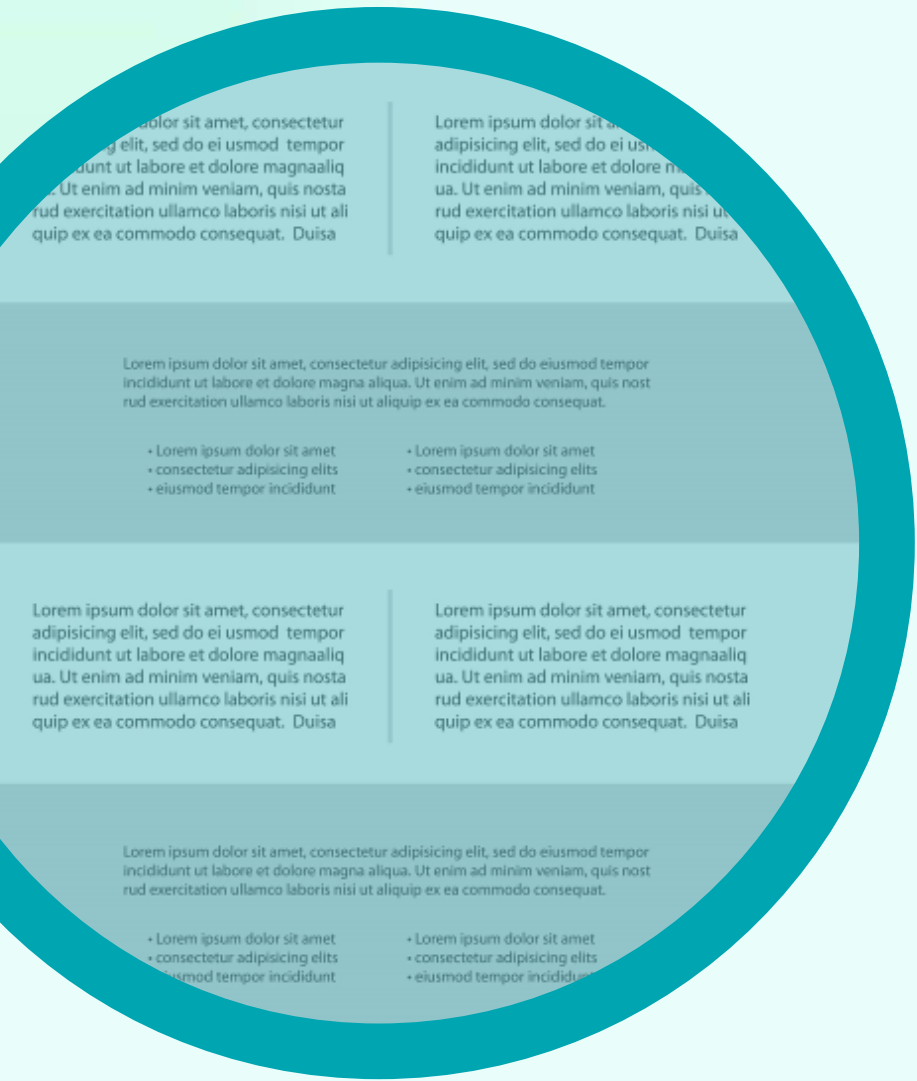 dolor sit amet, consectetur
elit, sed do ei usmod tempor
ut labore et dolore magnaaliq
Ut enim ad minim veniam, quis nosta
rud exercitation ullamco laboris nisi ut ali
quip ex ea commodo consequat. Duisa
Lorem ipsum dolor sit
adipisicing elit, sed do ei
incididunt ut labore et dolore
ua. Ut enim ad minim veniam, quis
rud exercitation ullamco laboris nisi ut
quip ex ea commodo consequat. Duisa
Lorem ipsum dolor sit amet, consectetur adipisicing elit, sed do eiusmod tempor
incididunt ut labore et dolore magna aliqua. Ut enim ad minim veniam, quis nost
rud exercitation ullamco laboris nisi ut aliquip ex ea commodo consequat.
• Lorem ipsum dolor sit amet
• consectetur adipisicing elits
• eiusmod tempor incididunt
• Lorem ipsum dolor sit amet
• consectetur adipisicing elits
• eiusmod tempor incididunt
Lorem ipsum dolor sit amet, consectetur
adipisicing elit, sed do ei usmod tempor
incididunt ut labore et dolore magnaaliq
ua. Ut enim ad minim veniam, quis nosta
rud exercitation ullamco laboris nisi ut ali
quip ex ea commodo consequat. Duisa
Lorem ipsum dolor sit amet, consectetur
adipisicing elit, sed do ei usmod tempor
incididunt ut labore et dolore magnaaliq
ua. Ut enim ad minim veniam, quis nosta
rud exercitation ullamco laboris nisi ut ali
quip ex ea commodo consequat. Duisa
Lorem ipsum dolor sit amet, consectetur adipisicing elit, sed do eiusmod tempor
incididunt ut labore et dolore magna aliqua. Ut enim ad minim veniam, quis nost
rud exercitation ullamco laboris nisi ut aliquip ex ea commodo consequat.
• Lorem ipsum dolor sit amet
• consectetur adipisicing elits
tempor incididunt
• Lorem ipsum dolor sit amet
• consectetur adipisicing elits
• eiusmod tempor